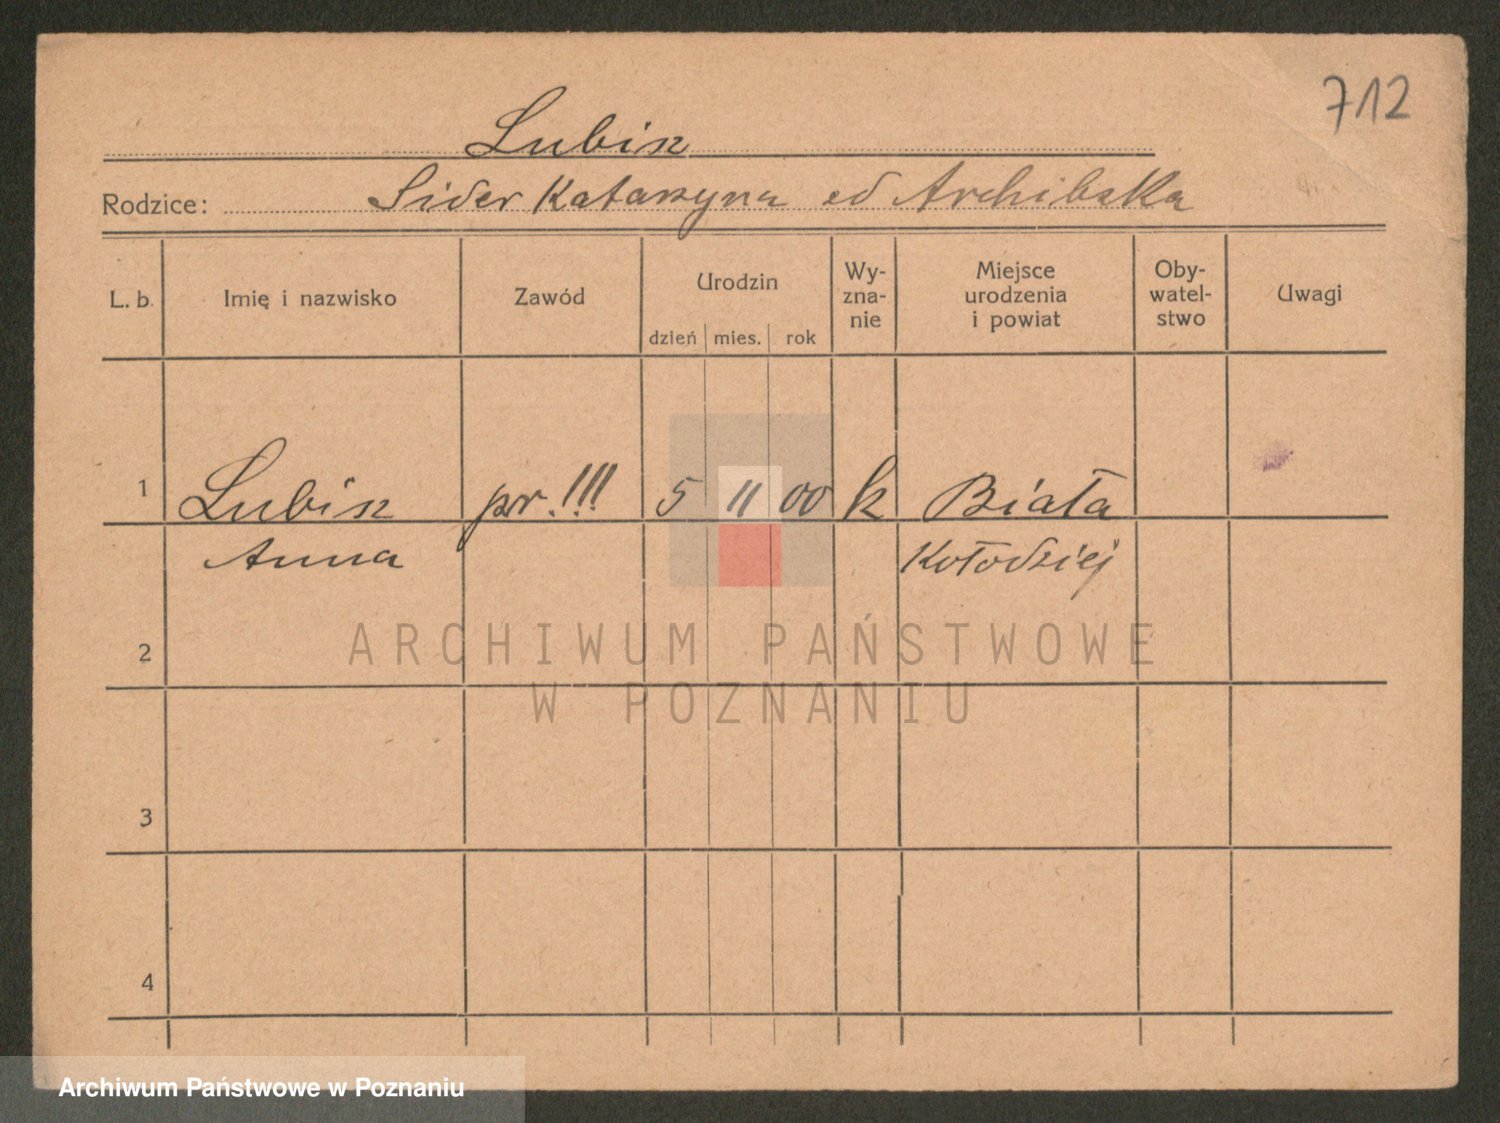 712
Lubisz
Rodzice: Sider Katarzyna ed Archibalka
L. b. Imię i nazwisko Zawód Urodzin dzień mies. rok Wy-zna-nie Miejsce urodzenia i powiat Oby-watel-stwo Uwagi
1 Lubisz pr. !!! 5 11 00 k Biała
Anna Kołodziej
2
ARCHIWUM PAŃSTWOWE
W POZNANIU
3
4
Archiwum Państwowe w Poznaniu